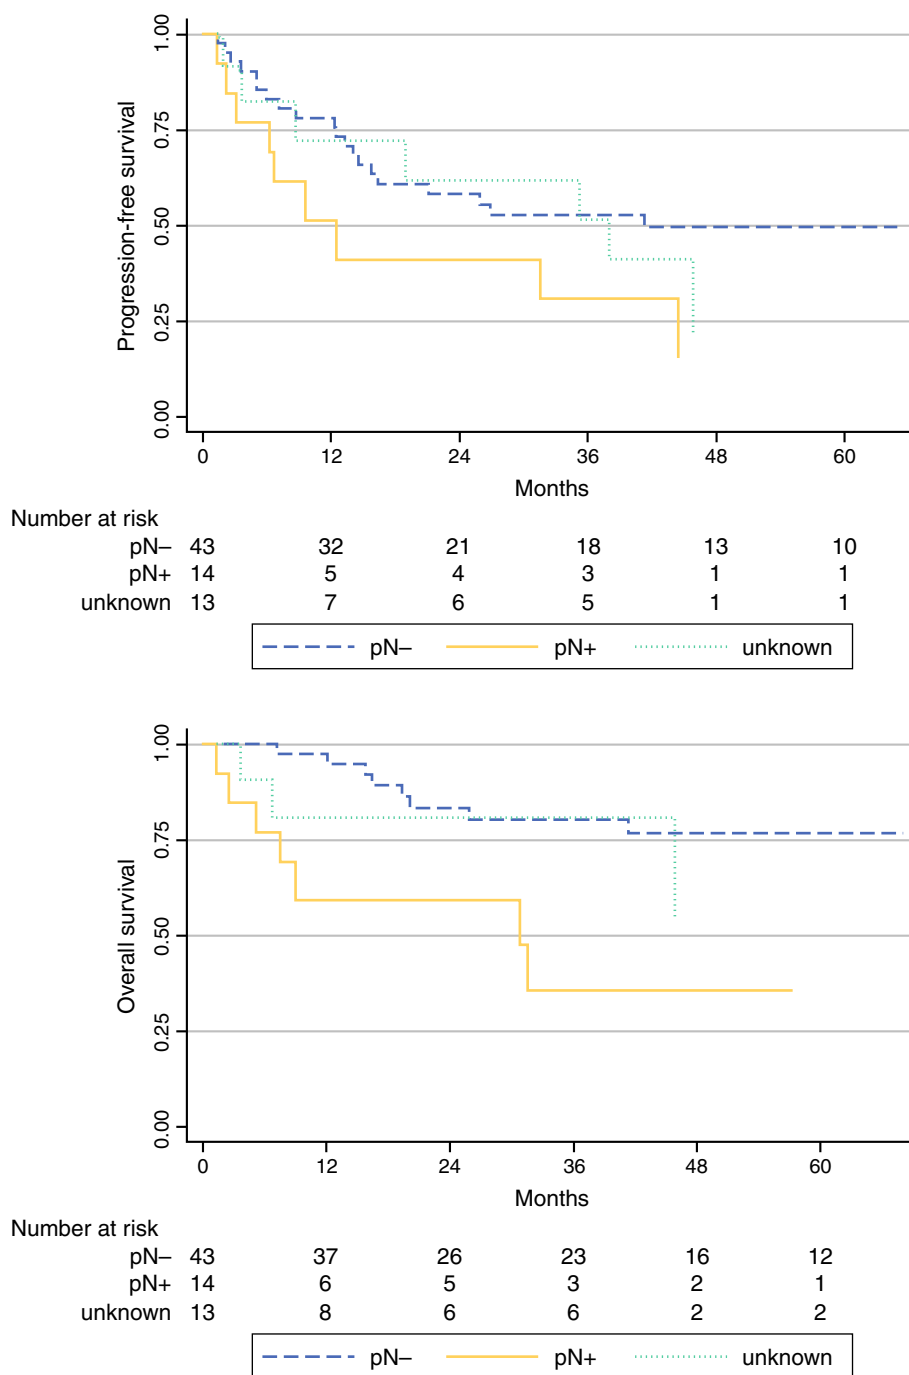 Progression-free survival
1.00
0.75
0.50
0.25
0.00
0 12 24 36 48 60
Months
Number at risk
pN– 43 32 21 18 13 10
pN+ 14 5 4 3 1 1
unknown 13 7 6 5 1 1
pN– pN+ unknown
Overall survival
1.00
0.75
0.50
0.25
0.00
0 12 24 36 48 60
Months
Number at risk
pN– 43 37 26 23 16 12
pN+ 14 6 5 3 2 1
unknown 13 8 6 6 2 2
pN– pN+ unknown